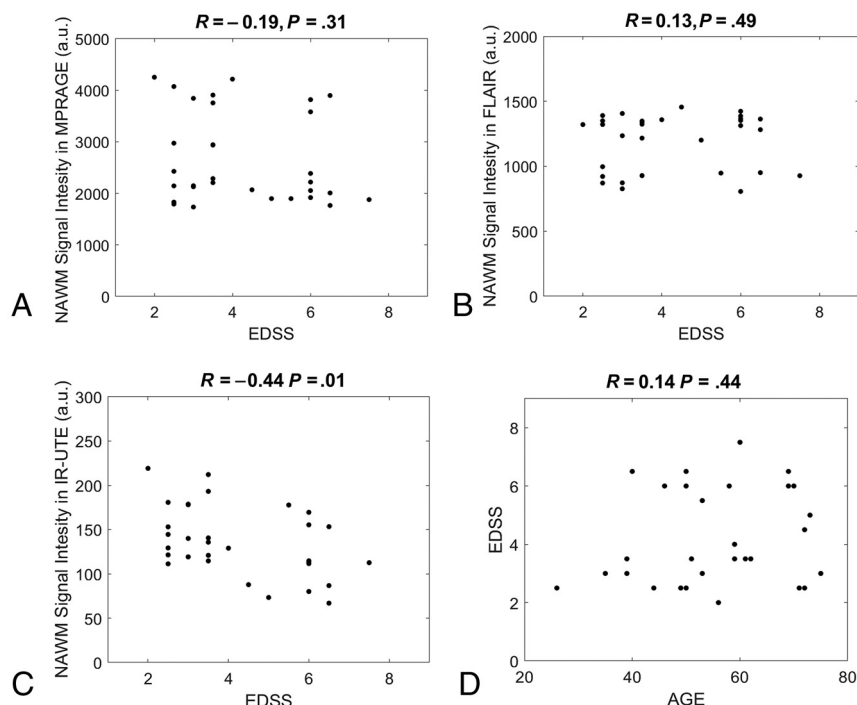 R = − 0.19, P = .31
NAWM Signal Intesity in MPRAGE (a.u.)
5000
4000
3000
2000
1000
0
2 4 6 8
EDSS
A
R = 0.13, P = .49
NAWM Signal Intesity in FLAIR (a.u.)
2000
1500
1000
500
0
2 4 6 8
EDSS
B
R = −0.44 P = .01
NAWM Signal Intesity in IR-UTE (a.u.)
300
250
200
150
100
50
0
2 4 6 8
EDSS
C
R = 0.14 P = .44
EDSS
8
6
4
2
0
20 40 60 80
AGE
D